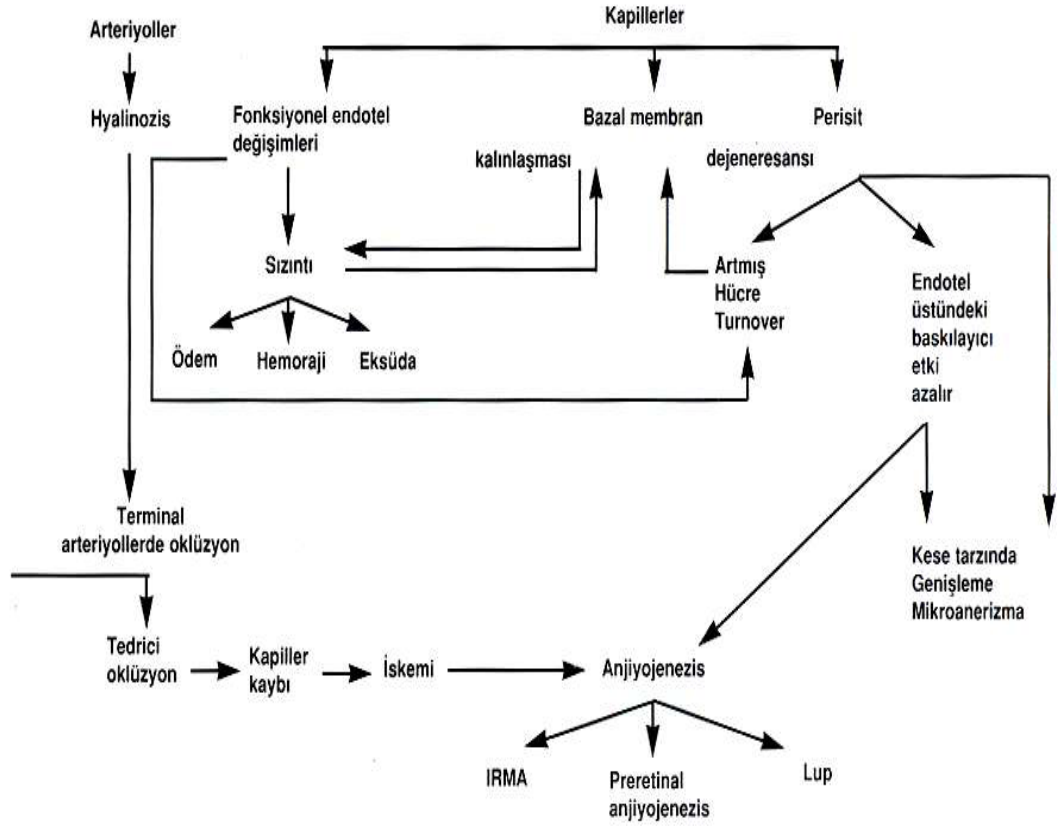 Kapillerler
Arteriyoller
Hyalinozis
Fonksiyonel endotel
değişimleri
Bazal membran
Perisit
kalınlaşması
dejeneresansı
Sızıntı
Artmış
Hücre
Turnover
Endotel
üstündeki
baskılayıcı
etki
azalır
Ödem
Hemoraji
Eksüda
Terminal
arteriyollerde oklüzyon
Kese tarzında
Genişleme
Mikroanerizma
Tedrici
oklüzyon
Kapiller
kaybı
İskemi
Anjiyojenezis
IRMA
Preretinal
anjiyojenezis
Lup